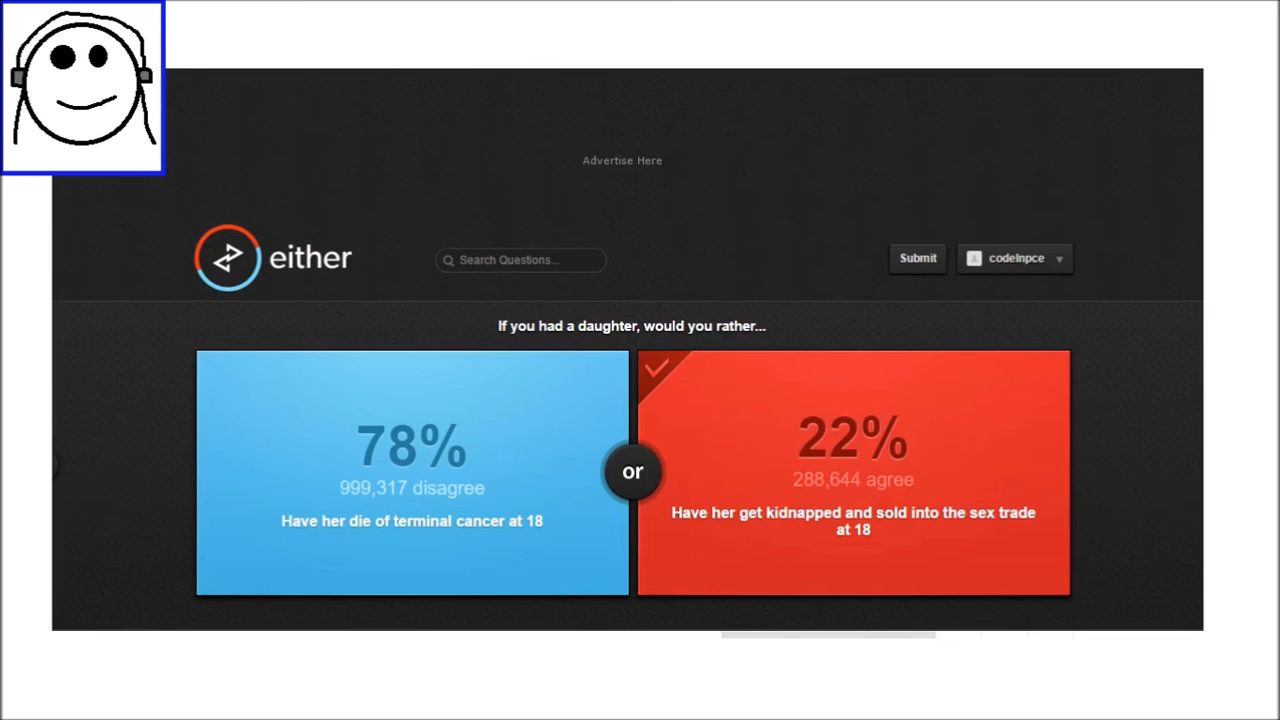 Advertise Here
either
Search Questions...
Submit
codeInpce
If you had a daughter, would you rather...
78%
999,317 disagree
Have her die of terminal cancer at 18
or
22%
288,644 agree
Have her get kidnapped and sold into the sex trade
at 18